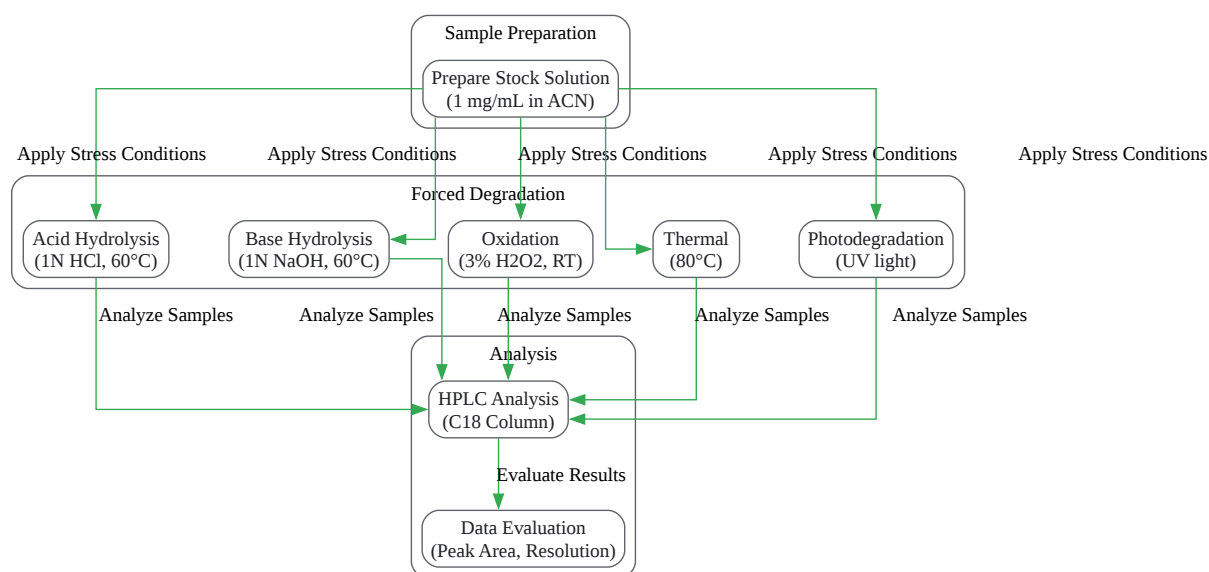 Sample Preparation
Prepare Stock Solution
(1 mg/mL in ACN)
Apply Stress Conditions
Apply Stress Conditions
Apply Stress Conditions
Apply Stress Conditions
Apply Stress Conditions
Forced Degradation
Acid Hydrolysis
(1N HCl, 60°C)
Base Hydrolysis
(1N NaOH, 60°C)
Oxidation
(3% H2O2, RT)
Thermal
(80°C)
Photodegradation
(UV light)
Analyze Samples
Analyze Samples
Analyze Samples
Analyze Samples
Analyze Samples
Analysis
HPLC Analysis
(C18 Column)
Evaluate Results
Data Evaluation
(Peak Area, Resolution)